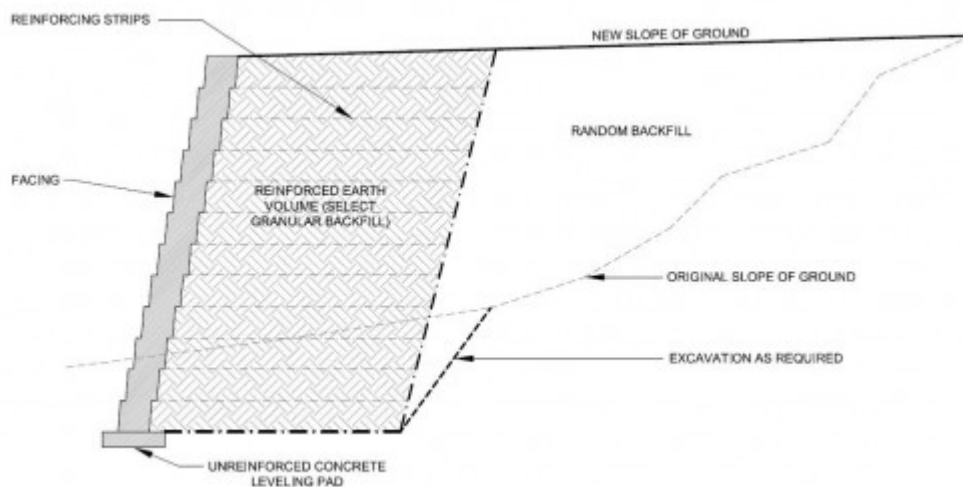 REINFORCING STRIPS
NEW SLOPE OF GROUND
RANDOM BACKFILL
FACING
REINFORCED EARTH
VOLUME (SELECT
GRANULAR BACKFILL)
ORIGINAL SLOPE OF GROUND
EXCAVATION AS REQUIRED
UNREINFORCED CONCRETE
LEVELING PAD